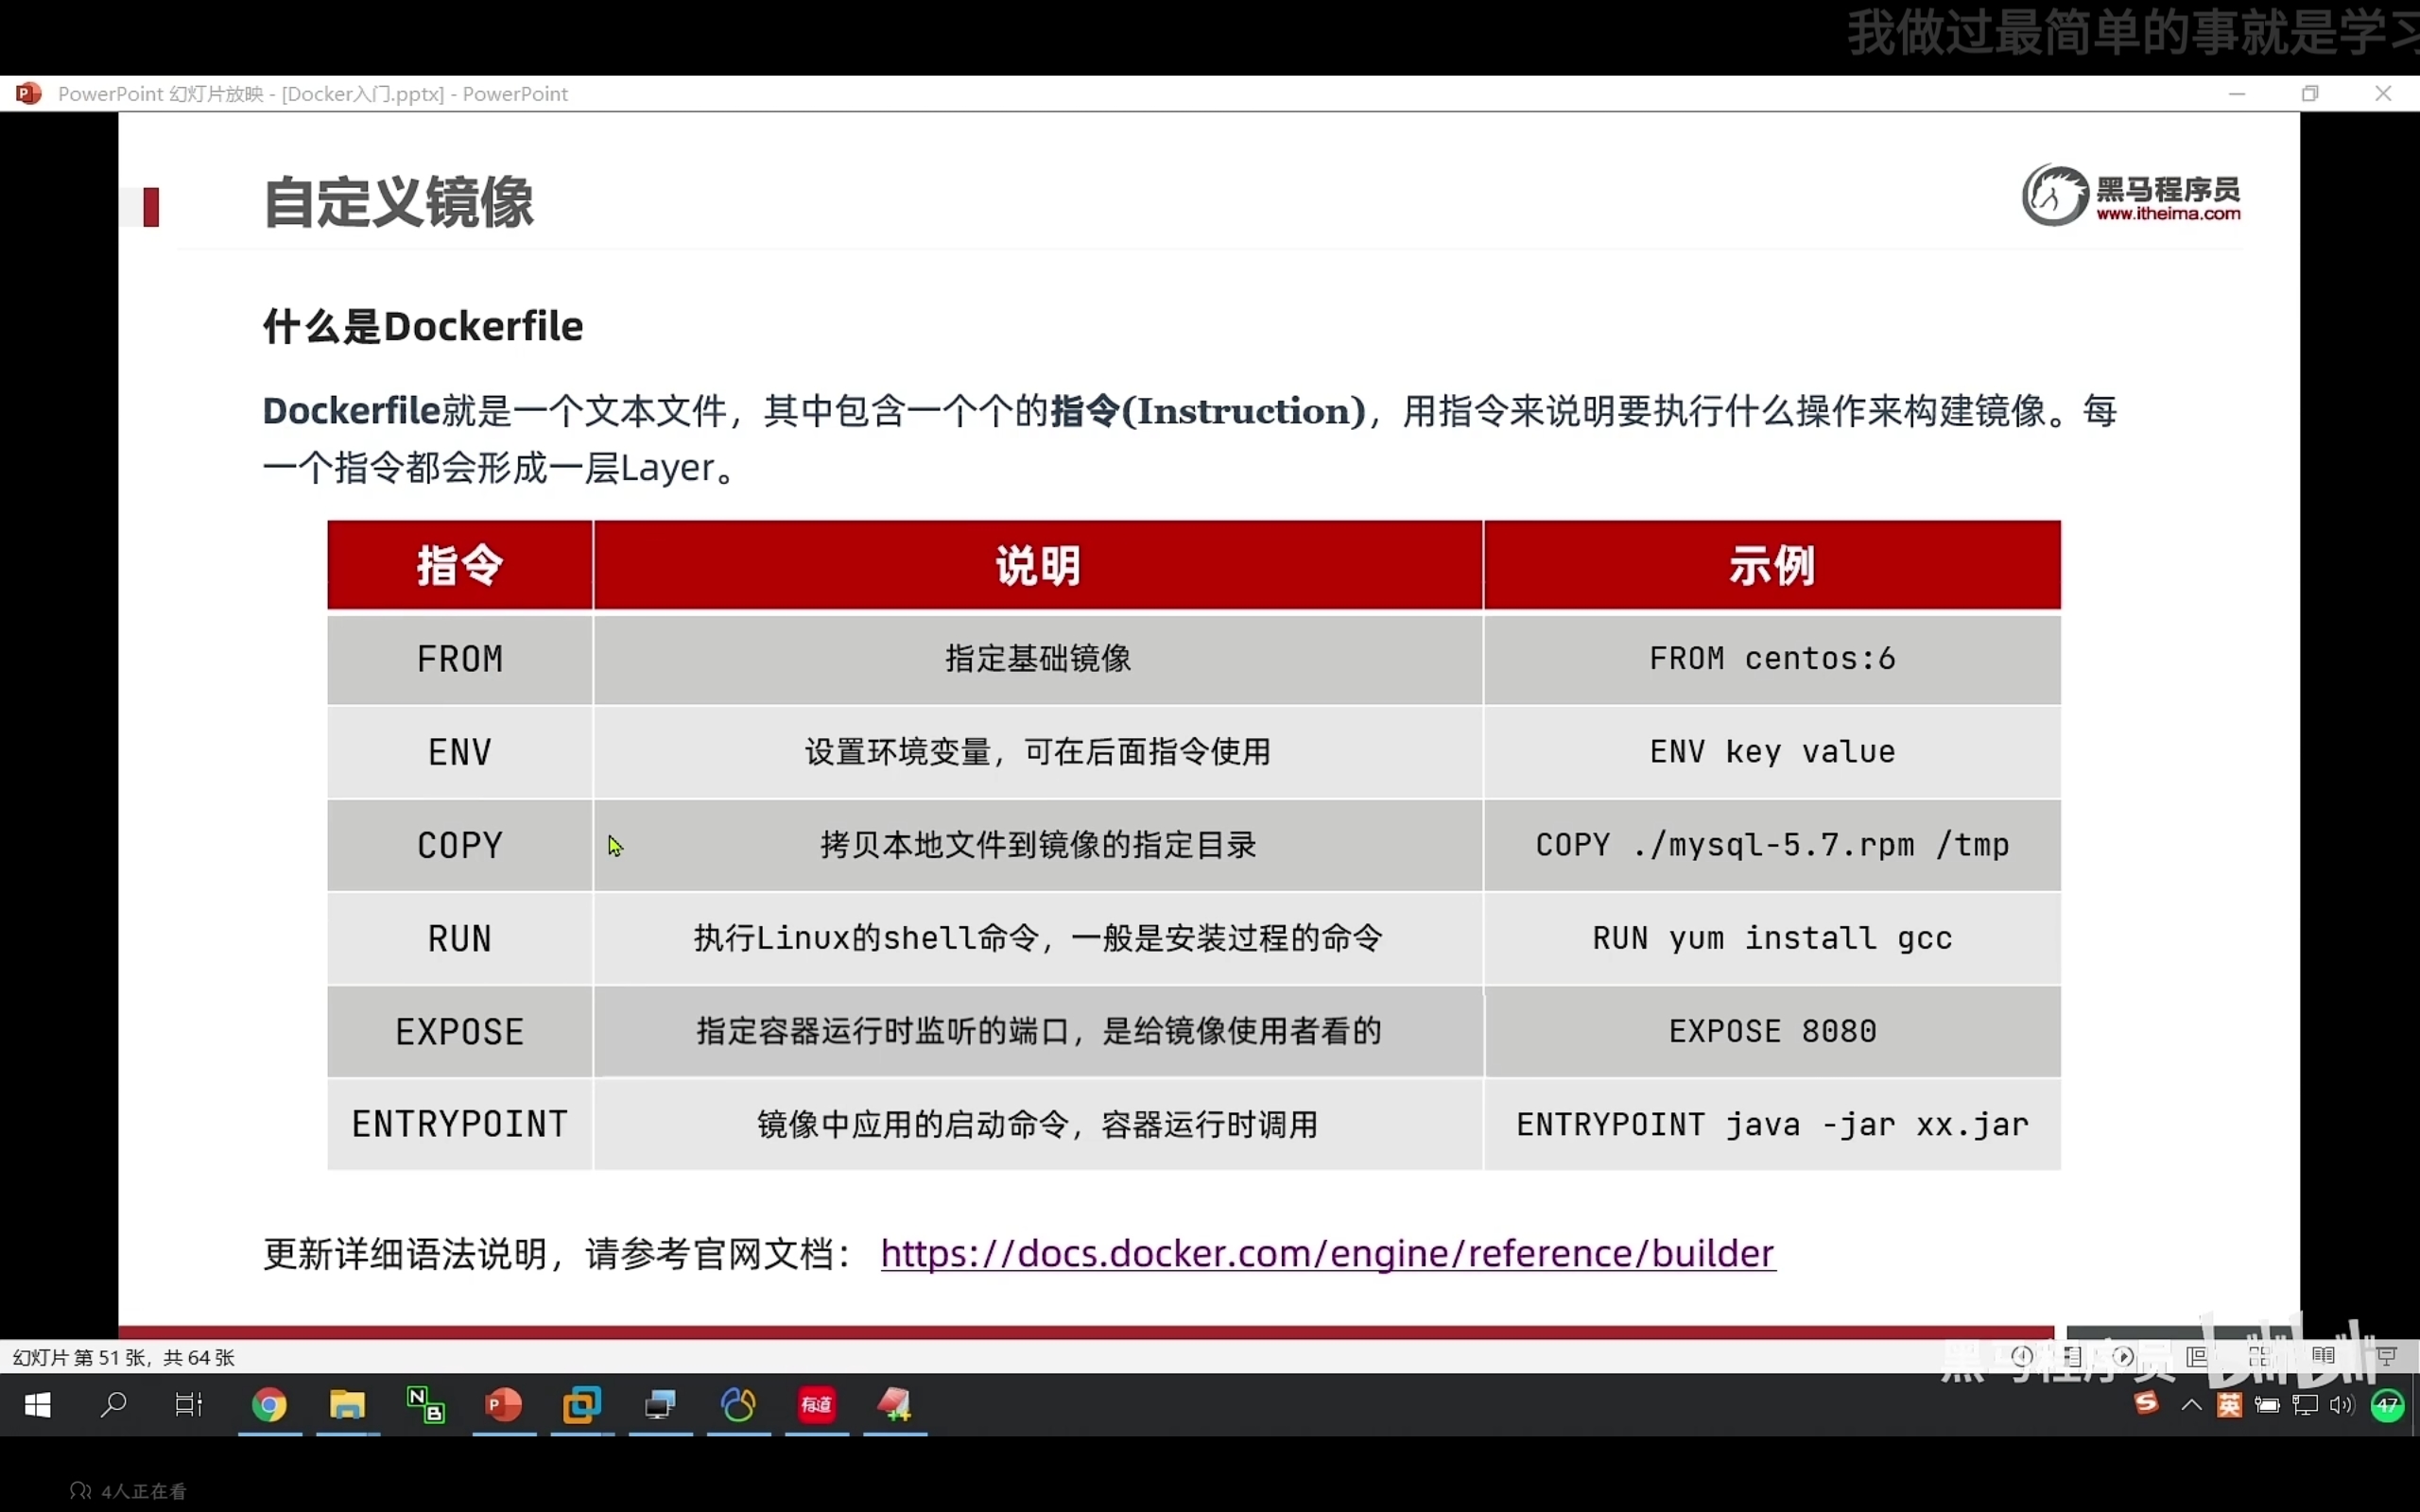 我做过最简单的事就是学习
PowerPoint 幻灯片放映 - [Docker入门.pptx] - PowerPoint
自定义镜像
黑马程序员
www.itheima.com
什么是Dockerfile
Dockerfile就是一个文本文件，其中包含一个个的指令(Instruction)，用指令来说明要执行什么操作来构建镜像。每
一个指令都会形成一层Layer。
指令 说明 示例
FROM 指定基础镜像 FROM centos:6
ENV 设置环境变量，可在后面指令使用 ENV key value
COPY 拷贝本地文件到镜像的指定目录 COPY ./mysql-5.7.rpm /tmp
RUN 执行Linux的shell命令，一般是安装过程的命令 RUN yum install gcc
EXPOSE 指定容器运行时监听的端口，是给镜像使用者看的 EXPOSE 8080
ENTRYPOINT 镜像中应用的启动命令，容器运行时调用 ENTRYPOINT java -jar xx.jar
更新详细语法说明，请参考官网文档： https://docs.docker.com/engine/reference/builder
幻灯片 第 51 张，共 64 张
黑马程序员 bilibili
N B P 有道 S 英 47
4人正在看